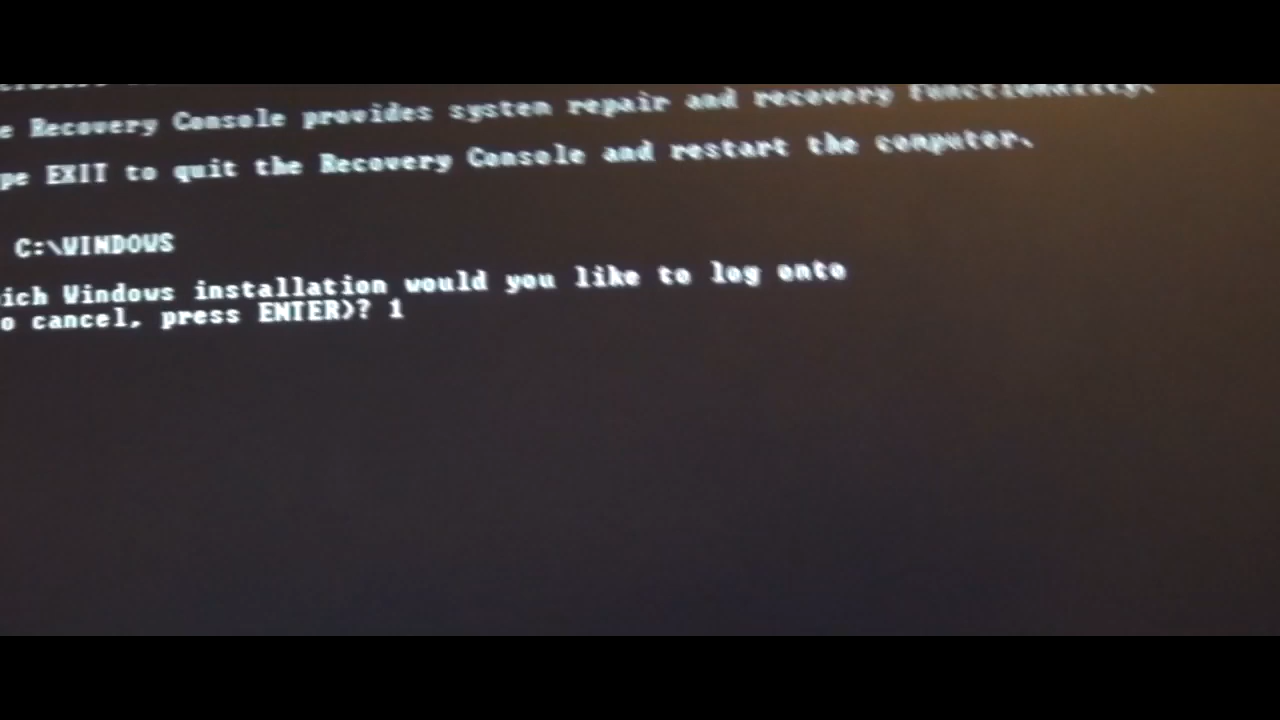 e Recovery Console provides system repair and recovery functionality.
pe EXIT to quit the Recovery Console and restart the computer.
C:\WINDOWS
ich Windows installation would you like to log onto
o cancel, press ENTER)? 1